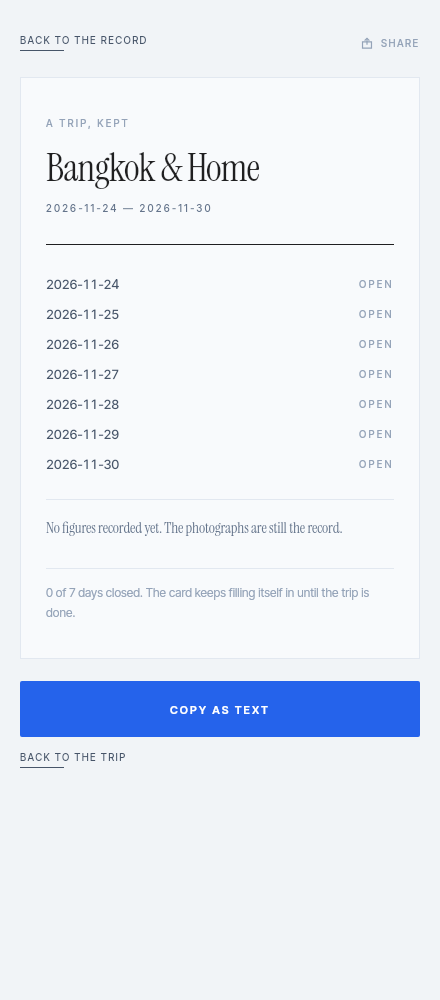 BACK TO THE RECORD
SHARE
A TRIP, KEPT
Bangkok & Home
2026-11-24 — 2026-11-30
2026-11-24 OPEN
2026-11-25 OPEN
2026-11-26 OPEN
2026-11-27 OPEN
2026-11-28 OPEN
2026-11-29 OPEN
2026-11-30 OPEN
No figures recorded yet. The photographs are still the record.
0 of 7 days closed. The card keeps filling itself in until the trip is
done.
COPY AS TEXT
BACK TO THE TRIP